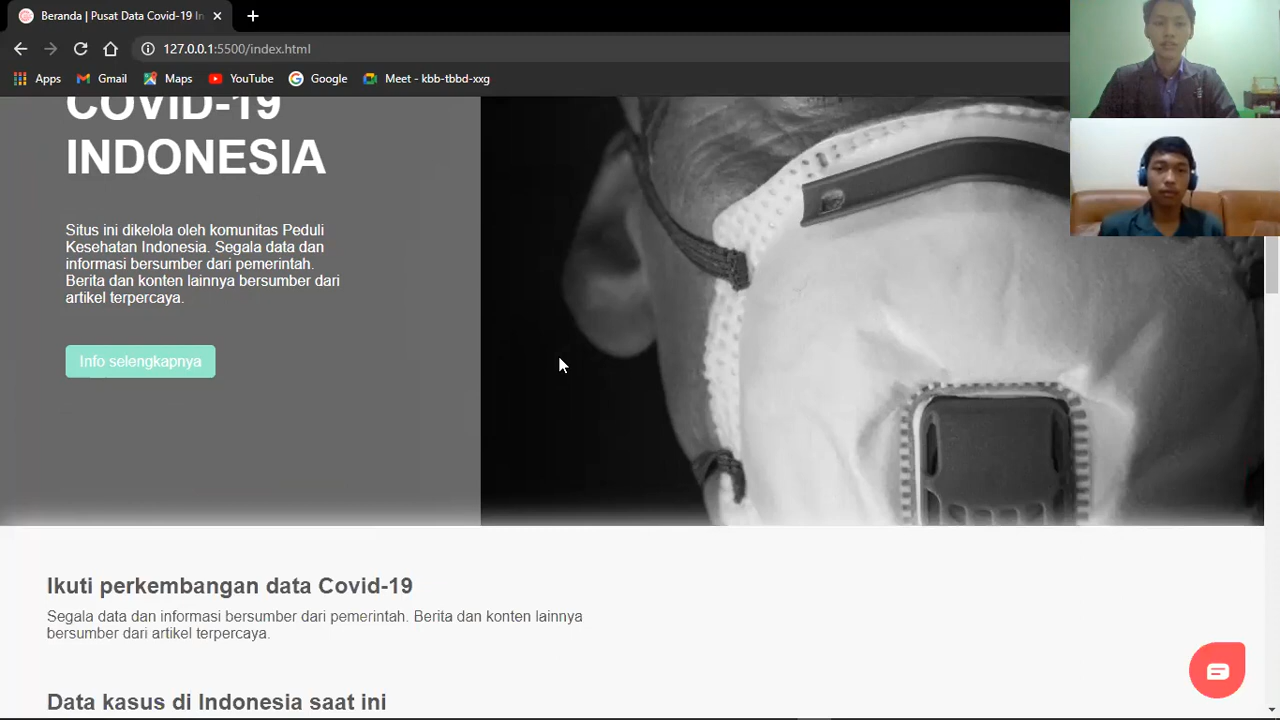 Beranda | Pusat Data Covid-19 In
127.0.0.1:5500/index.html
Apps
Gmail
Maps
YouTube
Google
Meet - kbb-tbbd-xxg
COVID-19
INDONESIA
Situs ini dikelola oleh komunitas Peduli
Kesehatan Indonesia. Segala data dan
informasi bersumber dari pemerintah.
Berita dan konten lainnya bersumber dari
artikel terpercaya.
Info selengkapnya
Ikuti perkembangan data Covid-19
Segala data dan informasi bersumber dari pemerintah. Berita dan konten lainnya
bersumber dari artikel terpercaya.
Data kasus di Indonesia saat ini